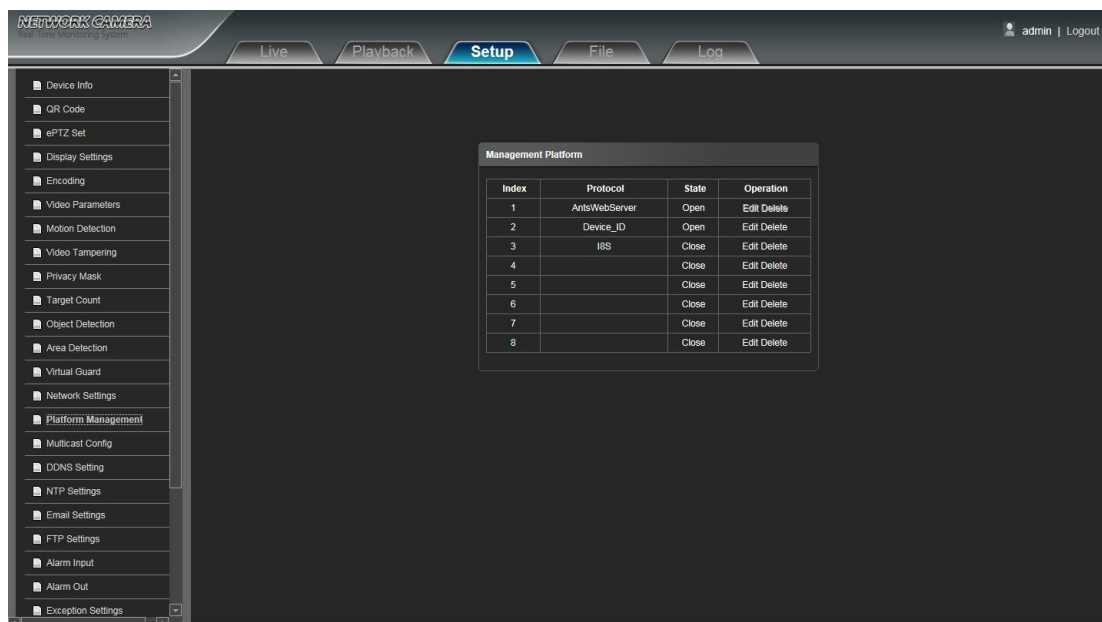 NETWORK CAMERA
Real-Time Monitoring System
admin | Logout
Live Playback Setup File Log
Device Info
QR Code
ePTZ Set
Display Settings
Encoding
Video Parameters
Motion Detection
Video Tampering
Privacy Mask
Target Count
Object Detection
Area Detection
Virtual Guard
Network Settings
Platform Management
Multicast Config
DDNS Setting
NTP Settings
Email Settings
FTP Settings
Alarm Input
Alarm Out
Exception Settings
Management Platform
Index Protocol State Operation
1 AntsWebServer Open Edit Delete
2 Device_ID Open Edit Delete
3 I8S Close Edit Delete
4 Close Edit Delete
5 Close Edit Delete
6 Close Edit Delete
7 Close Edit Delete
8 Close Edit Delete